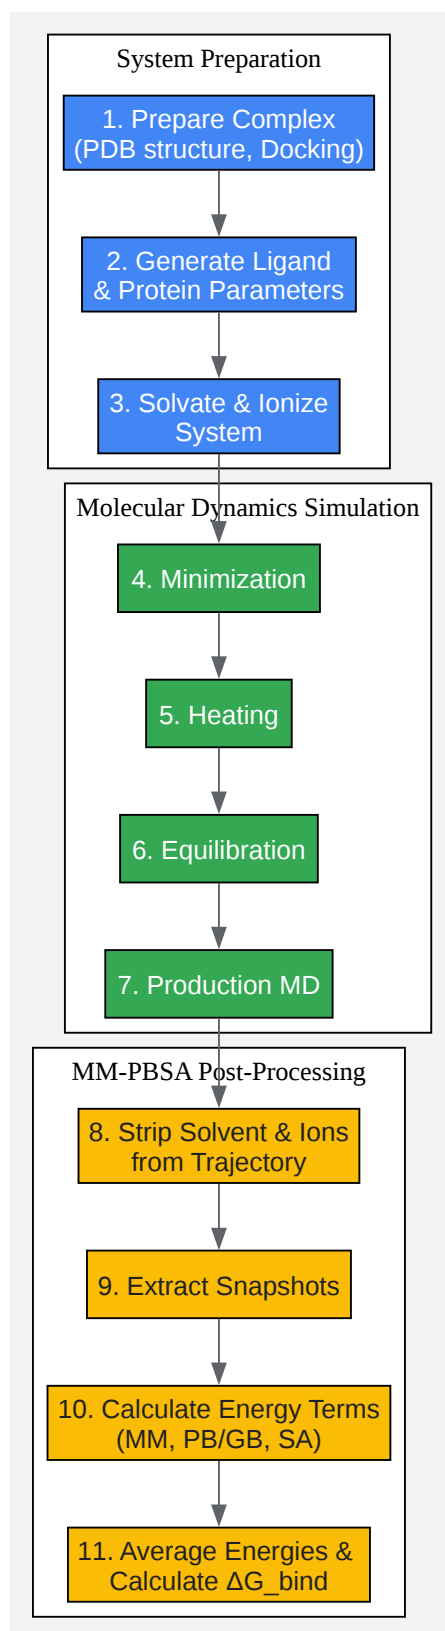 System Preparation
1. Prepare Complex
(PDB structure, Docking)
2. Generate Ligand
& Protein Parameters
3. Solvate & Ionize
System
Molecular Dynamics Simulation
4. Minimization
5. Heating
6. Equilibration
7. Production MD
MM-PBSA Post-Processing
8. Strip Solvent & Ions
from Trajectory
9. Extract Snapshots
10. Calculate Energy Terms
(MM, PB/GB, SA)
11. Average Energies &
Calculate ΔG_bind